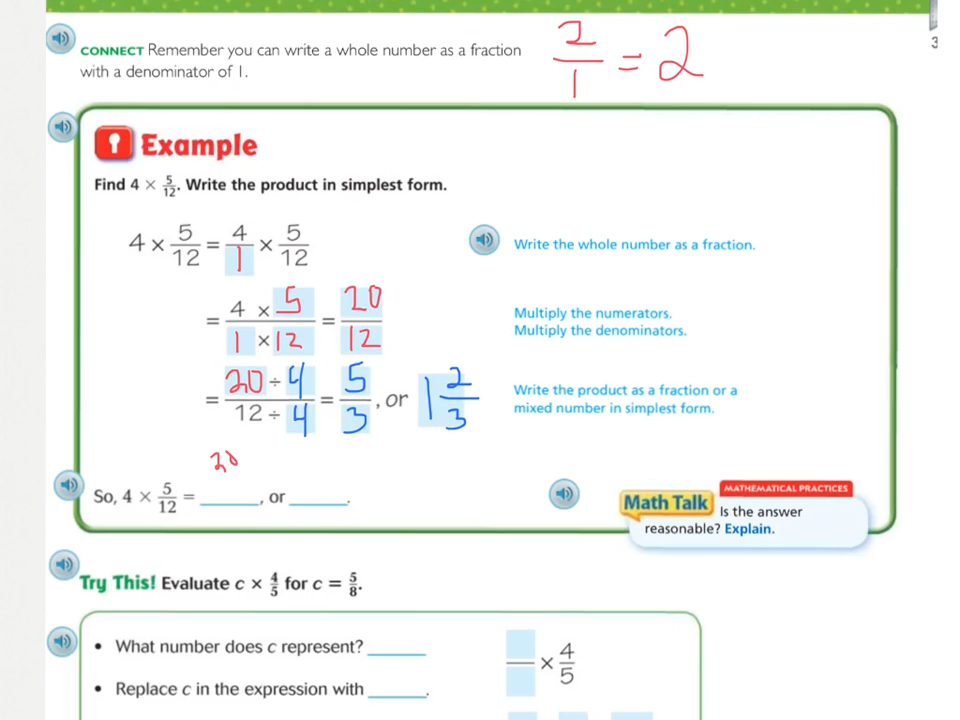 3
CONNECT Remember you can write a whole number as a fraction
with a denominator of 1.
2/1 = 2
Example
Find 4 × 5/12. Write the product in simplest form.
4 × 5/12 = 4/1 × 5/12
Write the whole number as a fraction.
= (4 × 5)/(1 × 12) = 20/12
Multiply the numerators.
Multiply the denominators.
= (20 ÷ 4)/(12 ÷ 4) = 5/3, or 1 2/3
Write the product as a fraction or a
mixed number in simplest form.
20
So, 4 × 5/12 = ______, or ______.
Math Talk
MATHEMATICAL PRACTICES
Is the answer
reasonable? Explain.
Try This! Evaluate c × 4/5 for c = 5/8.
• What number does c represent? ______
__ × 4/5
• Replace c in the expression with ______.